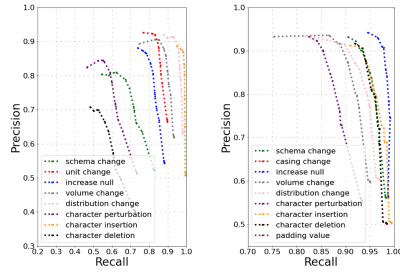 1.0
0.9
0.8
0.7
0.6
0.5
0.4
0.3
Precision
schema change
unit change
increase null
volume change
distribution change
character perturbation
character insertion
character deletion
0.2 0.3 0.4 0.5 0.6 0.7 0.8 0.9 1.0
Recall
1.0
0.9
0.8
0.7
0.6
0.5
Precision
schema change
casing change
increase null
volume change
distribution change
character perturbation
character insertion
character deletion
padding value
0.70 0.75 0.80 0.85 0.90 0.95 1.00
Recall